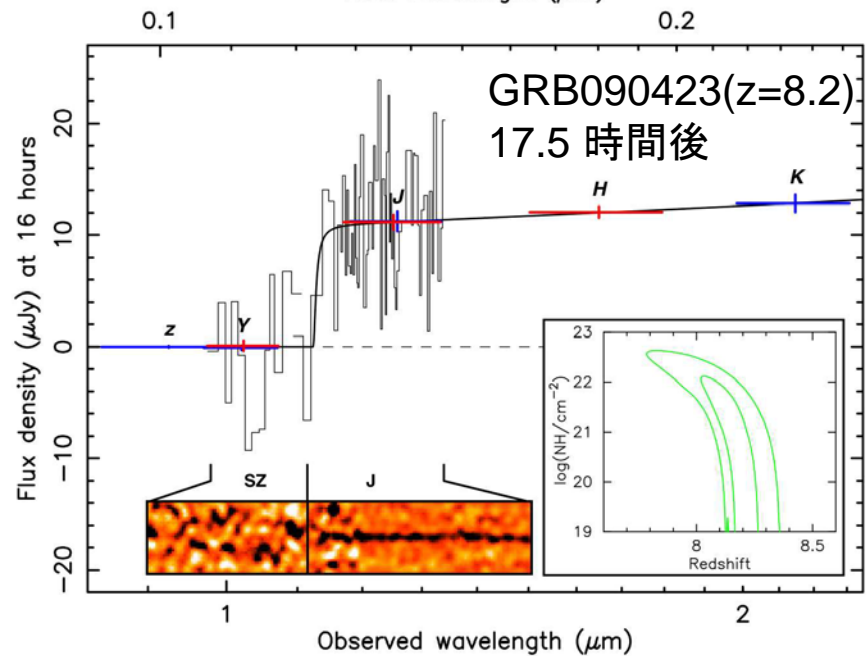 0.1 0.2
GRB090423(z=8.2)
17.5 時間後
Flux density (μJy) at 16 hours
20
10
0
−10
−20
z
Y
J
H
K
SZ
J
log(NH/cm⁻²)
23
22
21
20
19
8
8.5
Redshift
1
2
Observed wavelength (μm)